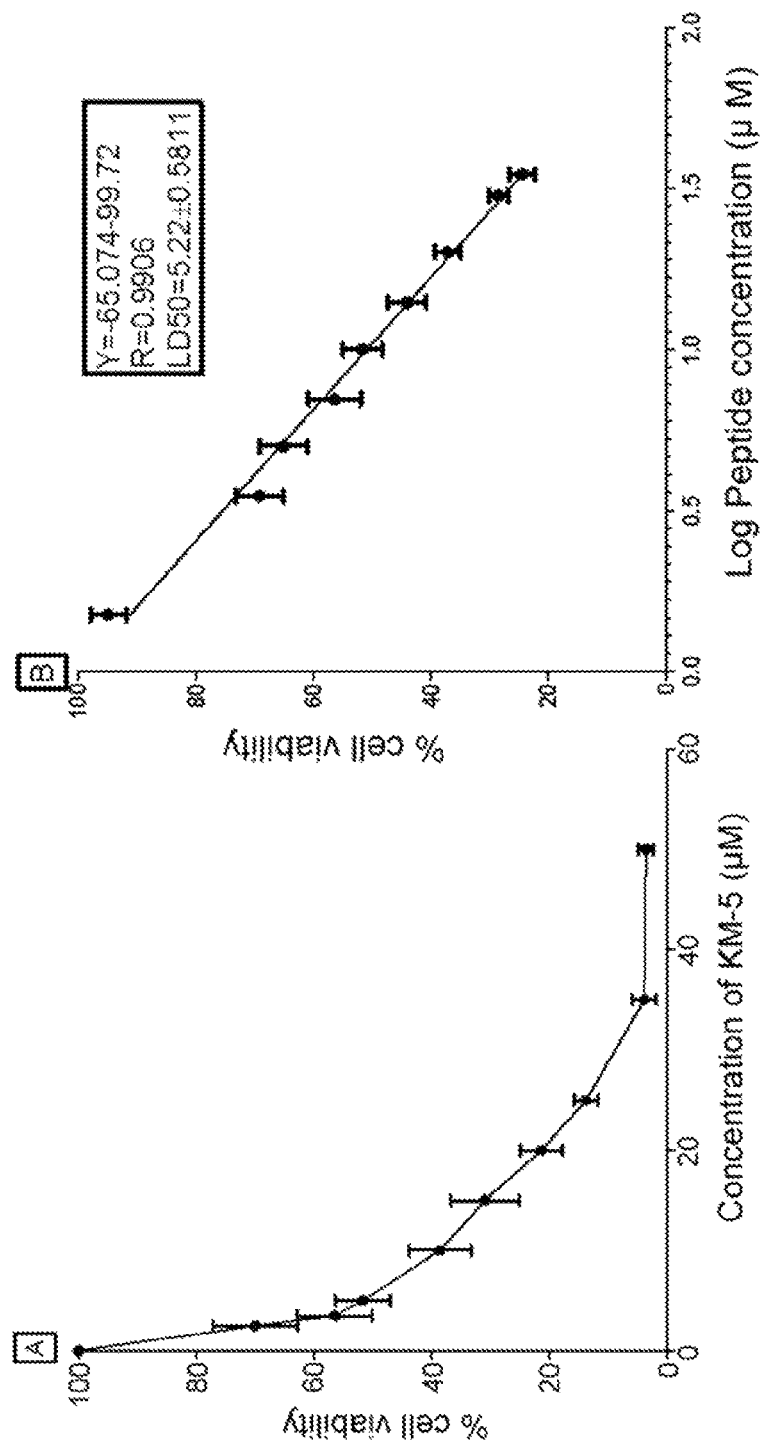 A
100
80
60
40
20
0
% cell viability
0
20
40
60
Concentration of KM-5 (µM)
B
100
80
60
40
20
0
% cell viability
0.0
0.5
1.0
1.5
2.0
Log Peptide concentration (µ M)
Y=-65.074-99.72
R=0.9906
LD50=5.22±0.5811